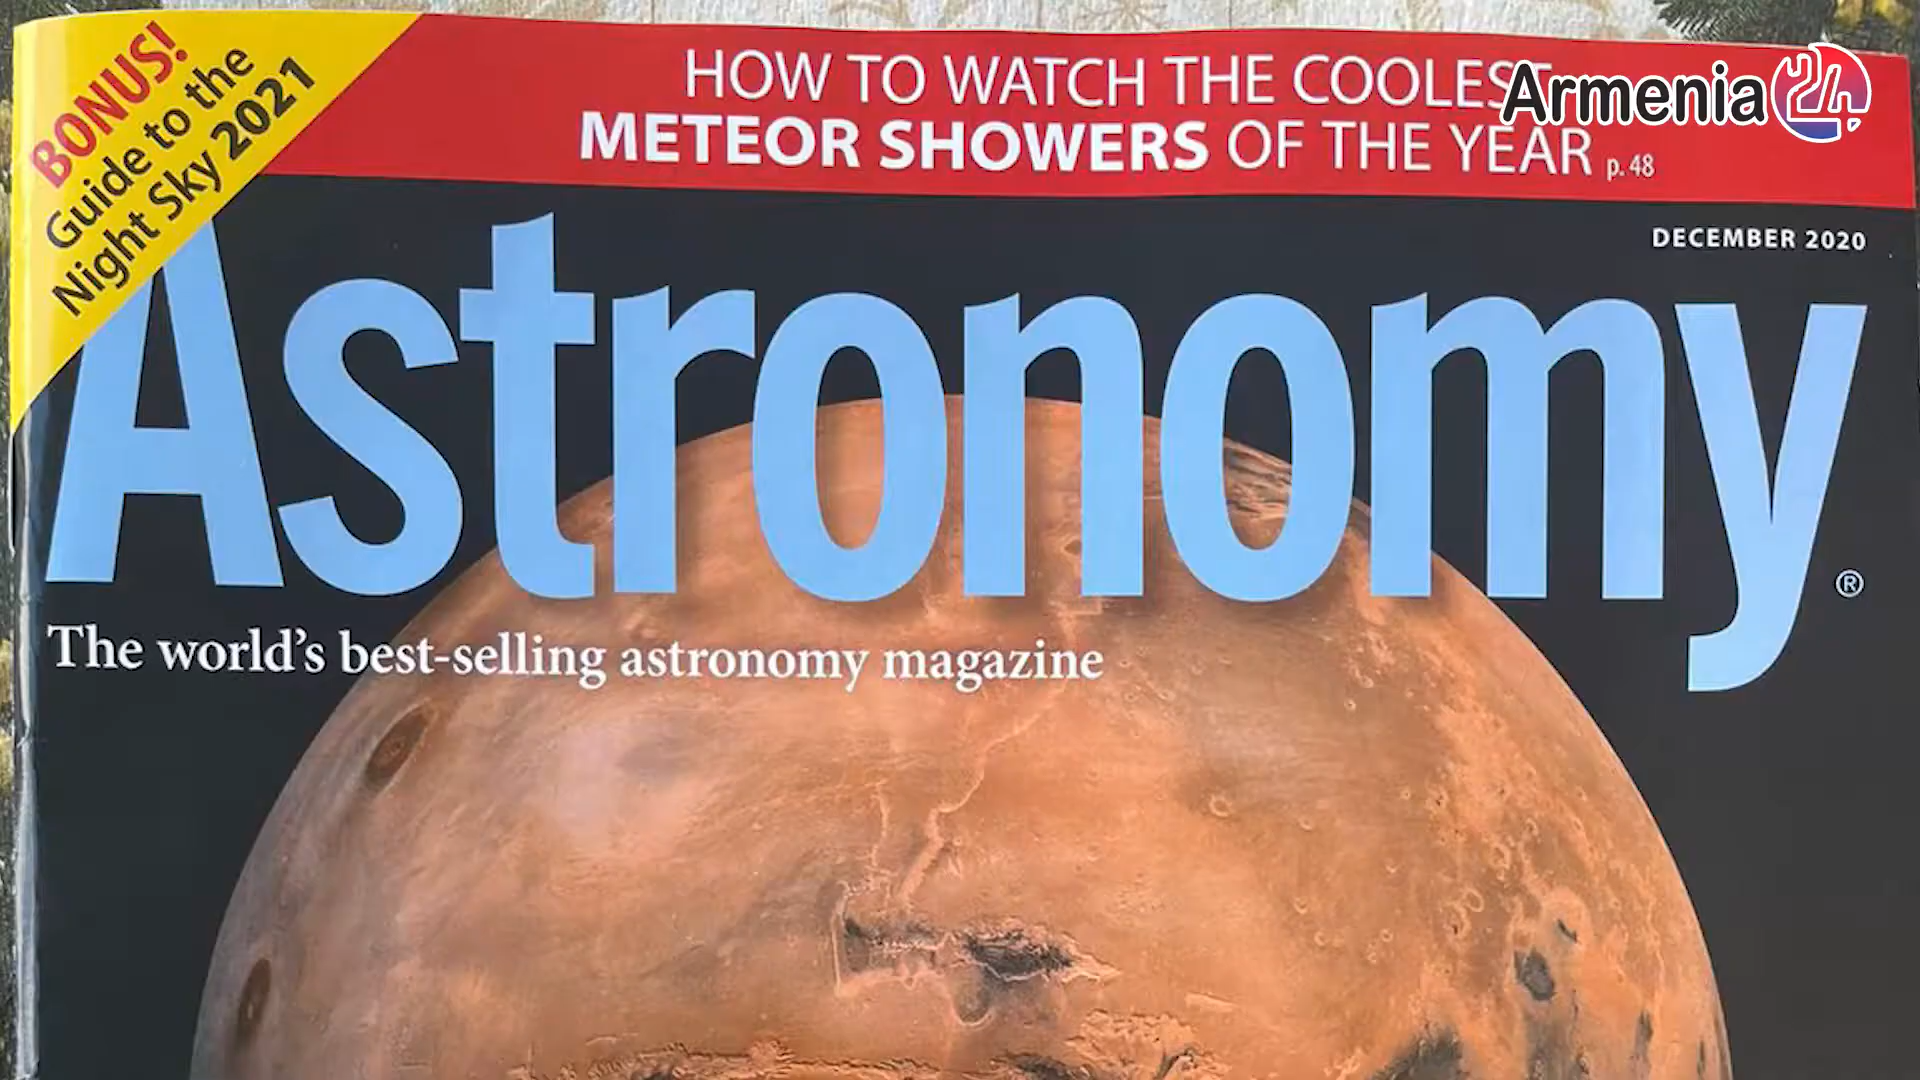 BONUS!
Guide to the
Night Sky 2021
HOW TO WATCH THE COOLEST
METEOR SHOWERS OF THE YEAR p. 48
Armenia 24
DECEMBER 2020
Astronomy®
The world's best-selling astronomy magazine